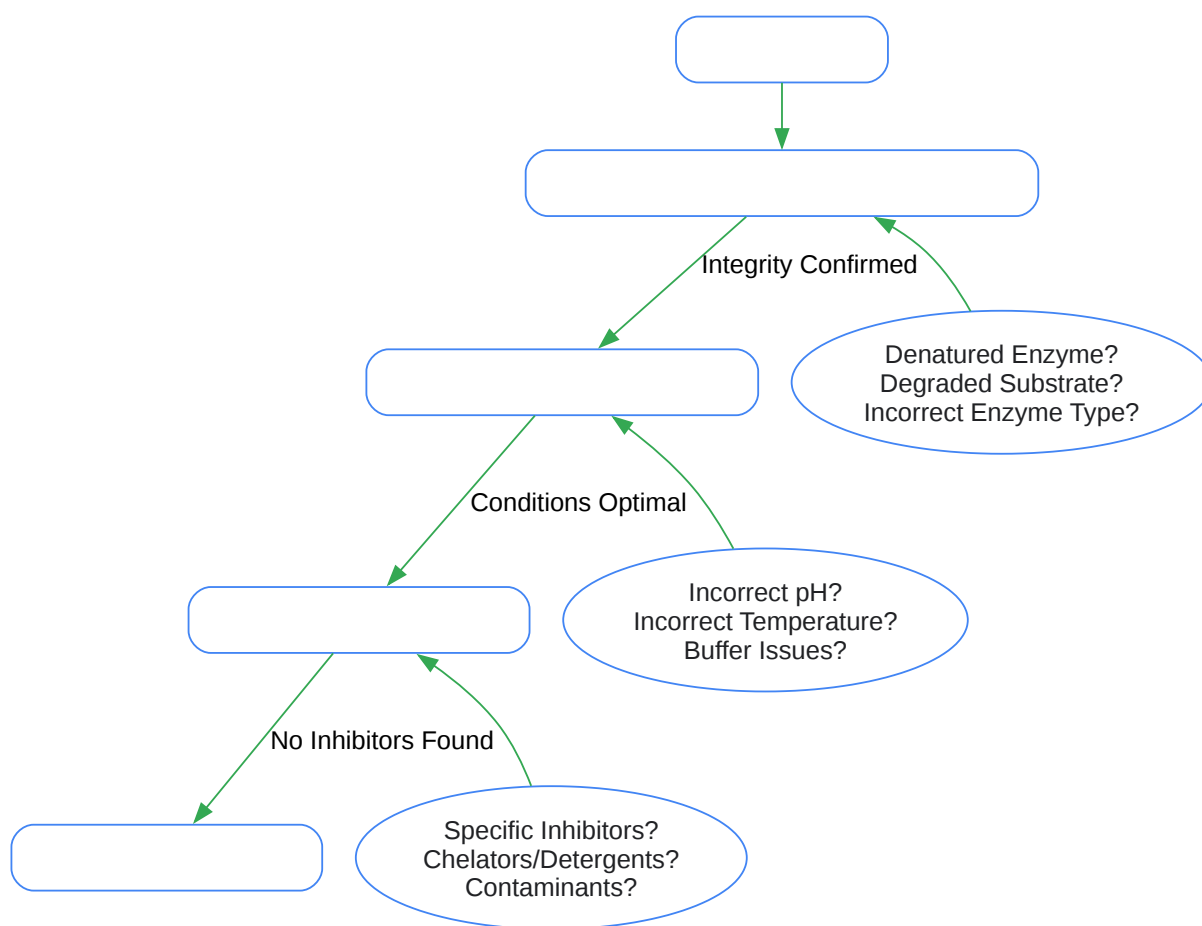 Integrity Confirmed
Denatured Enzyme?
Degraded Substrate?
Incorrect Enzyme Type?
Conditions Optimal
Incorrect pH?
Incorrect Temperature?
Buffer Issues?
No Inhibitors Found
Specific Inhibitors?
Chelators/Detergents?
Contaminants?